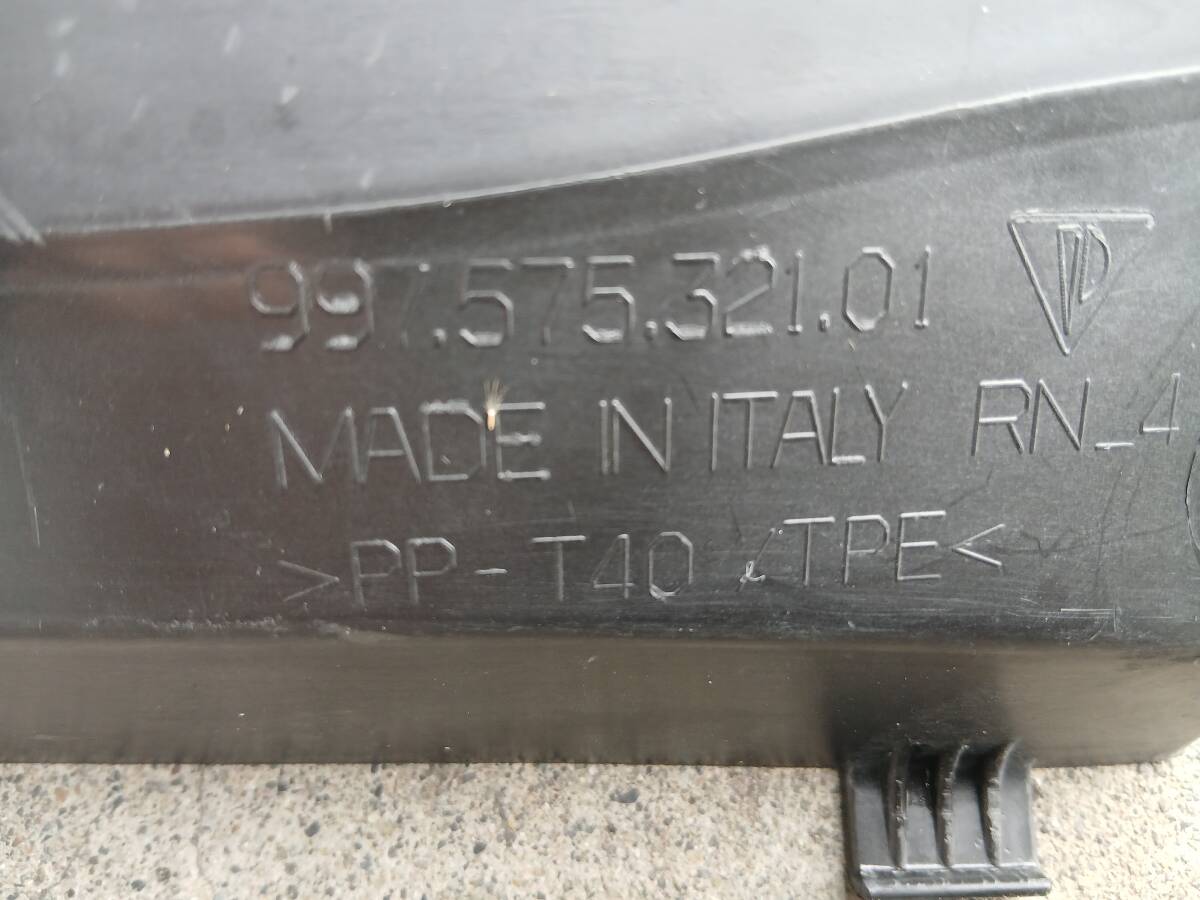 997.575.321.01
MADE IN ITALY RN_4
>PP-T40/TPE<